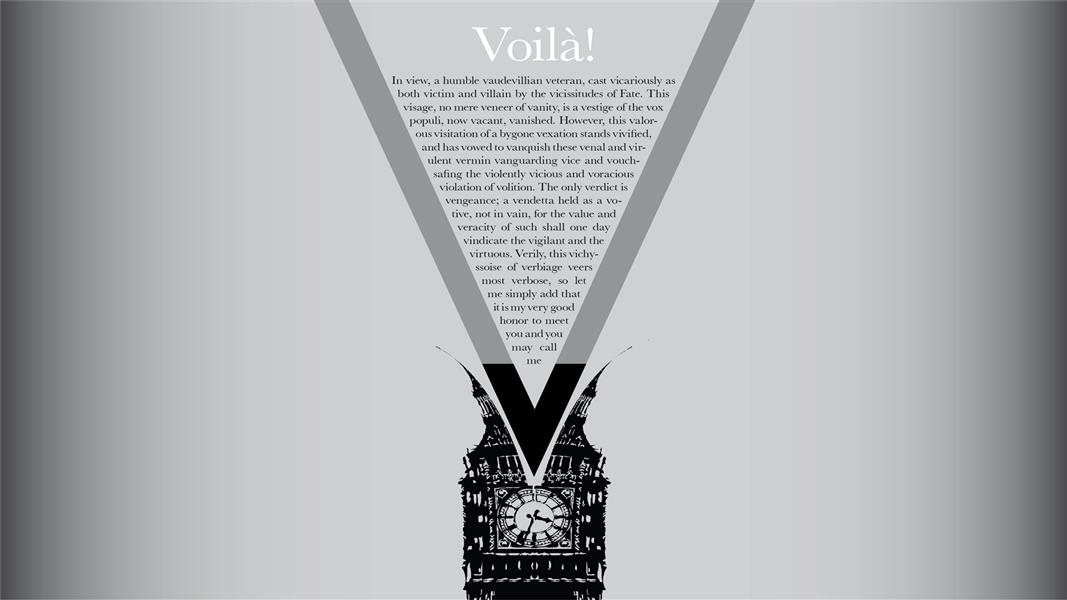 Voilà!
In view, a humble vaudevillian veteran, cast vicariously as
both victim and villain by the vicissitudes of Fate. This
visage, no mere veneer of vanity, is a vestige of the vox
populi, now vacant, vanished. However, this valor-
ous visitation of a bygone vexation stands vivified,
and has vowed to vanquish these venal and vir-
ulent vermin vanguarding vice and vouch-
safing the violently vicious and voracious
violation of volition. The only verdict is
vengeance; a vendetta held as a vo-
tive, not in vain, for the value and
veracity of such shall one day
vindicate the vigilant and the
virtuous. Verily, this vichy-
ssoise of verbiage veers
most verbose, so let
me simply add that
it is my very good
honor to meet
you and you
may call
me
V